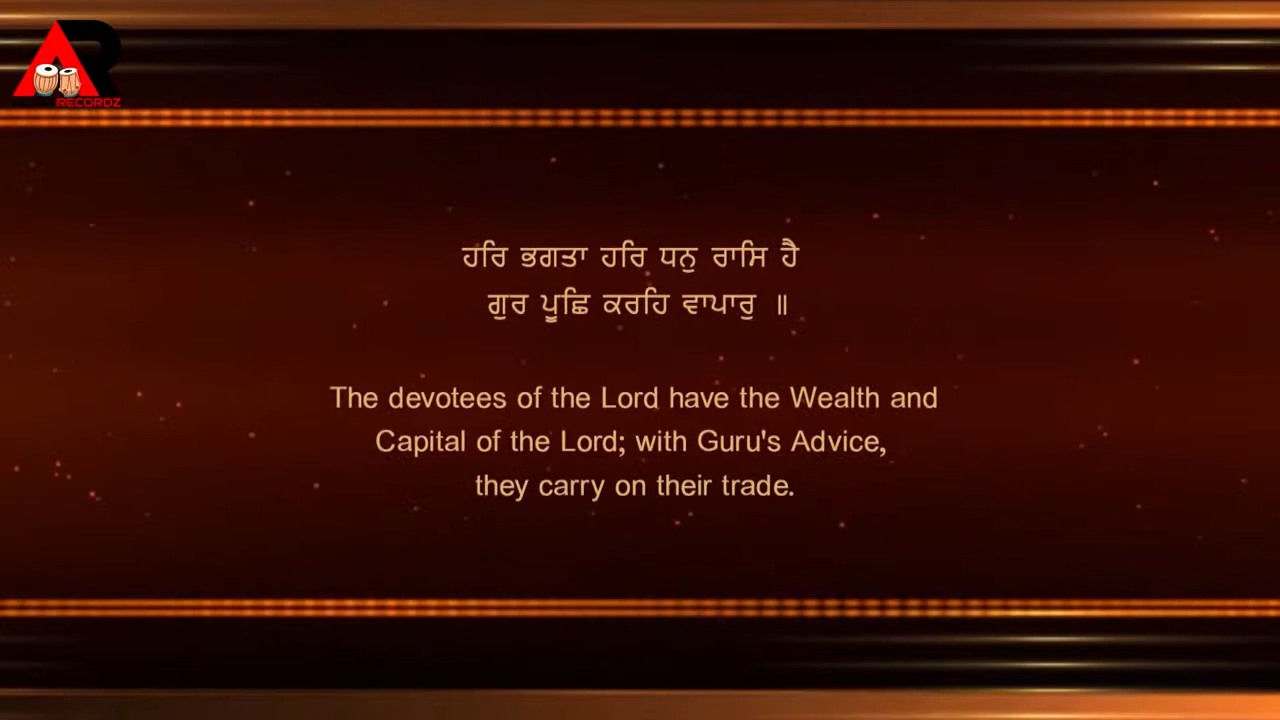 AR
RECORDZ
ਹਰਿ ਭਗਤਾ ਹਰਿ ਧਨੁ ਰਾਸਿ ਹੈ
ਗੁਰ ਪੂਛਿ ਕਰਹਿ ਵਾਪਾਰੁ ॥
The devotees of the Lord have the Wealth and
Capital of the Lord; with Guru's Advice,
they carry on their trade.